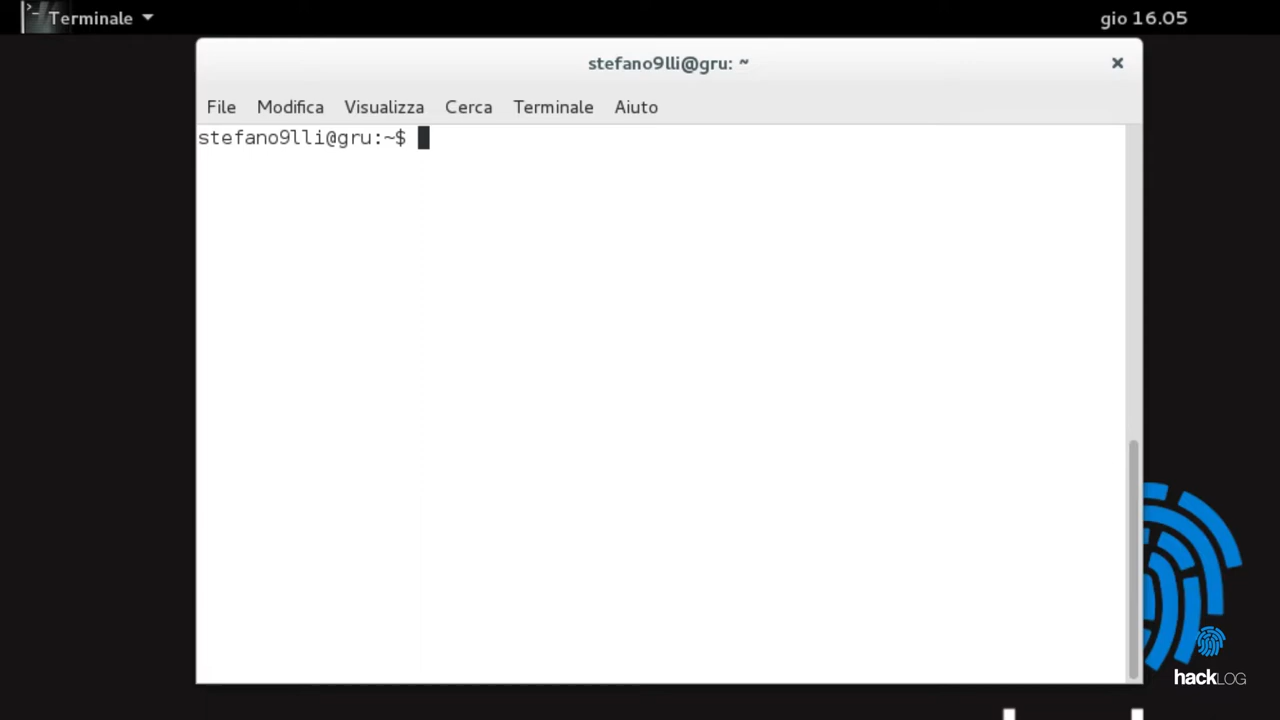 Terminale
gio 16.05
stefano9lli@gru: ~
File Modifica Visualizza Cerca Terminale Aiuto
stefano9lli@gru:~$
hackLOG